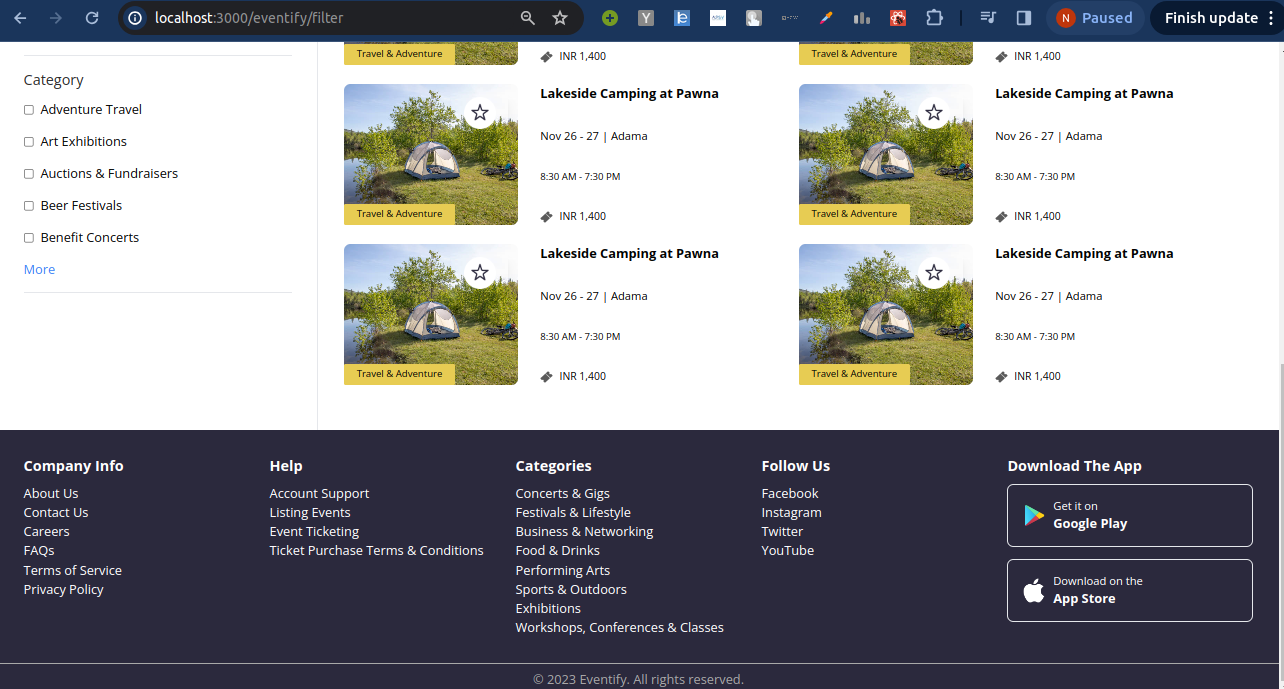 localhost:3000/eventify/filter
N Paused
Finish update
Category
Adventure Travel
Art Exhibitions
Auctions & Fundraisers
Beer Festivals
Benefit Concerts
More
Travel & Adventure
INR 1,400
Travel & Adventure
INR 1,400
Lakeside Camping at Pawna
Nov 26 - 27 | Adama
8:30 AM - 7:30 PM
Travel & Adventure
INR 1,400
Lakeside Camping at Pawna
Nov 26 - 27 | Adama
8:30 AM - 7:30 PM
Travel & Adventure
INR 1,400
Lakeside Camping at Pawna
Nov 26 - 27 | Adama
8:30 AM - 7:30 PM
Travel & Adventure
INR 1,400
Lakeside Camping at Pawna
Nov 26 - 27 | Adama
8:30 AM - 7:30 PM
Travel & Adventure
INR 1,400
Company Info
About Us
Contact Us
Careers
FAQs
Terms of Service
Privacy Policy
Help
Account Support
Listing Events
Event Ticketing
Ticket Purchase Terms & Conditions
Categories
Concerts & Gigs
Festivals & Lifestyle
Business & Networking
Food & Drinks
Performing Arts
Sports & Outdoors
Exhibitions
Workshops, Conferences & Classes
Follow Us
Facebook
Instagram
Twitter
YouTube
Download The App
Get it on
Google Play
Download on the
App Store
© 2023 Eventify. All rights reserved.